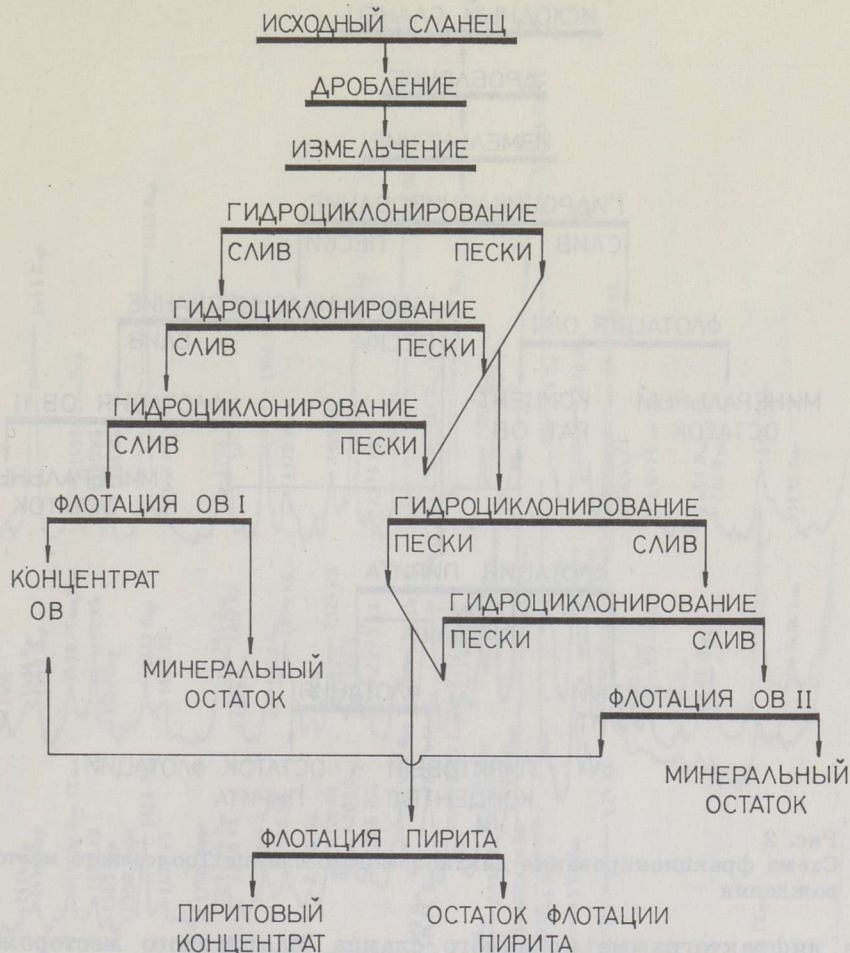 ИСХОДНЫЙ СЛАНЕЦ
ДРОБЛЕНИЕ
ИЗМЕЛЬЧЕНИЕ
ГИДРОЦИКЛОНИРОВАНИЕ
СЛИВ ПЕСКИ
ГИДРОЦИКЛОНИРОВАНИЕ
СЛИВ ПЕСКИ
ГИДРОЦИКЛОНИРОВАНИЕ
СЛИВ ПЕСКИ
ФЛОТАЦИЯ ОВ I
КОНЦЕНТРАТ
ОВ
МИНЕРАЛЬНЫЙ
ОСТАТОК
ГИДРОЦИКЛОНИРОВАНИЕ
ПЕСКИ СЛИВ
ГИДРОЦИКЛОНИРОВАНИЕ
ПЕСКИ СЛИВ
ФЛОТАЦИЯ ОВ II
МИНЕРАЛЬНЫЙ
ОСТАТОК
ФЛОТАЦИЯ ПИРИТА
ПИРИТОВЫЙ
КОНЦЕНТРАТ
ОСТАТОК ФЛОТАЦИИ
ПИРИТА